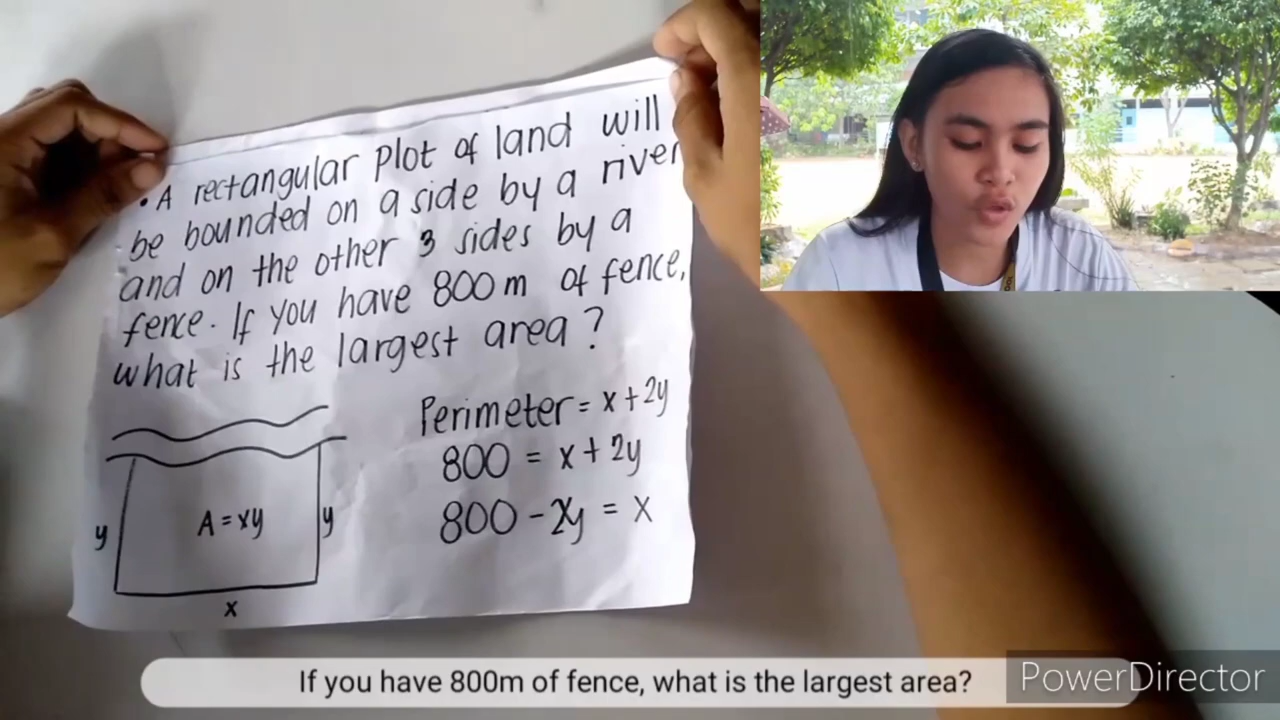 • A rectangular Plot of land will
be bounded on a side by a river
and on the other 3 sides by a
fence. If you have 800 m of fence,
what is the largest area?
Perimeter = x + 2y
800 = x + 2y
800 - 2y = x
y
A = xy
y
x
If you have 800m of fence, what is the largest area?
PowerDirector